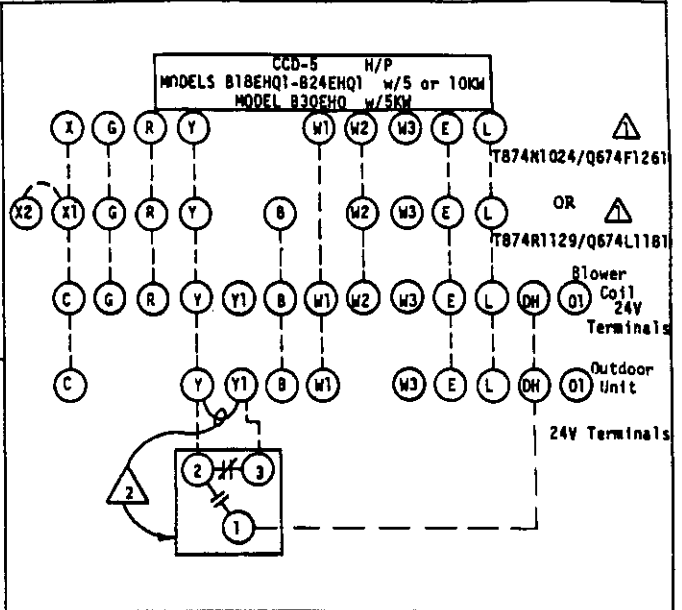 CCD-5 H/P
MODELS B18EHQ1-B24EHQ1 w/5 or 10KW
MODEL B30EHQ w/5KW
X G R Y W1 W2 W3 E L 1
T874N1024/Q674F1261
OR 1
X2 X1 G R Y B W2 W3 E L
T874R1129/Q674L1181
Blower
C G R Y Y1 B W1 W2 W3 E L DH O1 Coil
24V
Terminals
Outdoor
C Y Y1 B W1 W3 E L DH O1 Unit
24V Terminals
2 3
2
1